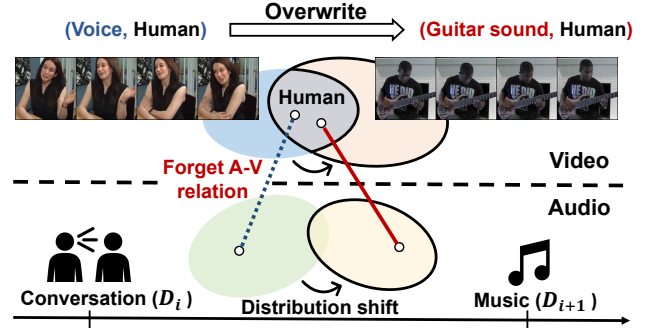 Overwrite
(Voice, Human)
(Guitar sound, Human)
Human
Forget A-V
relation
Video
Audio
Conversation (D_i)
Distribution shift
Music (D_{i+1})